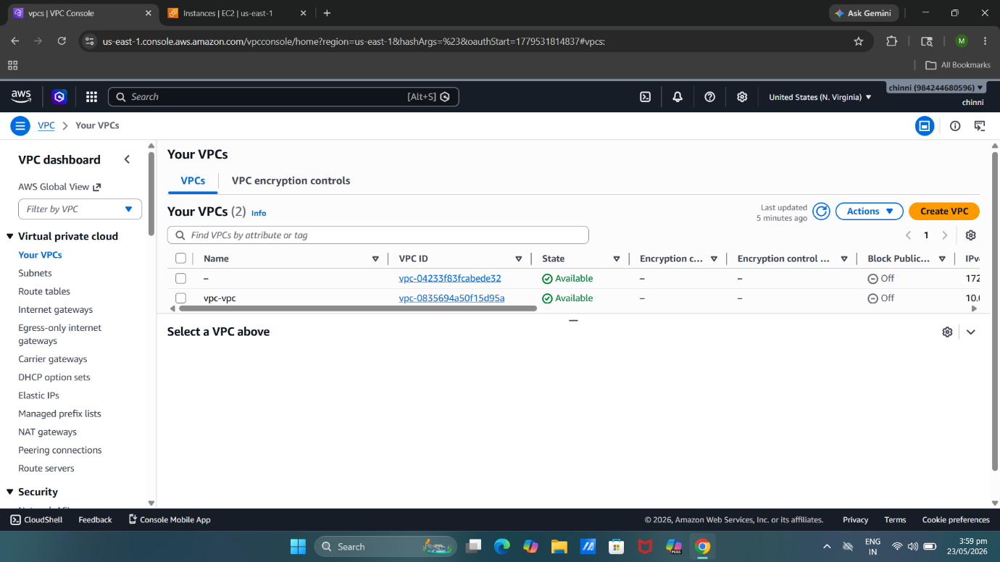 vpcs | VPC Console
Instances | EC2 | us-east-1
Ask Gemini
us-east-1.console.aws.amazon.com/vpcconsole/home?region=us-east-1&hashArgs=%23&oauthStart=1779531814837#vpcs:
M
All Bookmarks
aws
Search
[Alt+S]
United States (N. Virginia)
chinni (984244680596)
chinni
VPC
Your VPCs
VPC dashboard
AWS Global View
Filter by VPC
Virtual private cloud
Your VPCs
Subnets
Route tables
Internet gateways
Egress-only internet
gateways
Carrier gateways
DHCP option sets
Elastic IPs
Managed prefix lists
NAT gateways
Peering connections
Route servers
Security
Your VPCs
VPCs
VPC encryption controls
Your VPCs (2) Info
Last updated
5 minutes ago
Actions
Create VPC
Find VPCs by attribute or tag
1
Name VPC ID State Encryption c... Encryption control ... Block Public...
– vpc-04233f83fcabede32 Available – – Off 172
vpc-vpc vpc-0835694a50f15d95a Available – – Off
Select a VPC above
CloudShell Feedback Console Mobile App © 2026, Amazon Web Services, Inc. or its affiliates. Privacy Terms Cookie preferences
Search
M365
ENG
IN
3:59 pm
23/05/2026